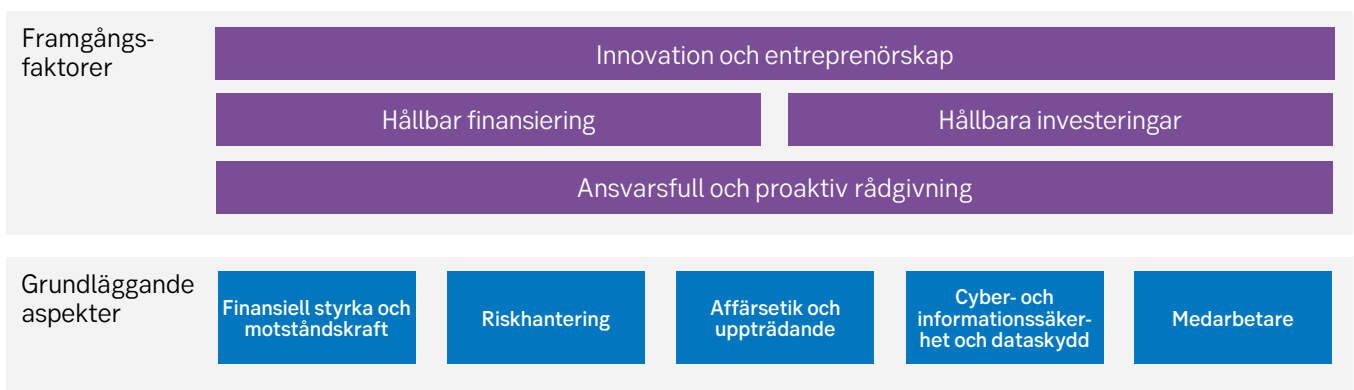 Framgångs-
faktorer
Innovation och entreprenörskap
Hållbar finansiering
Hållbara investeringar
Ansvarsfull och proaktiv rådgivning
Grundläggande
aspekter
Finansiell styrka och
motståndskraft
Riskhantering
Affärsetik och
uppträdande
Cyber- och
informationssäker-
het och dataskydd
Medarbetare